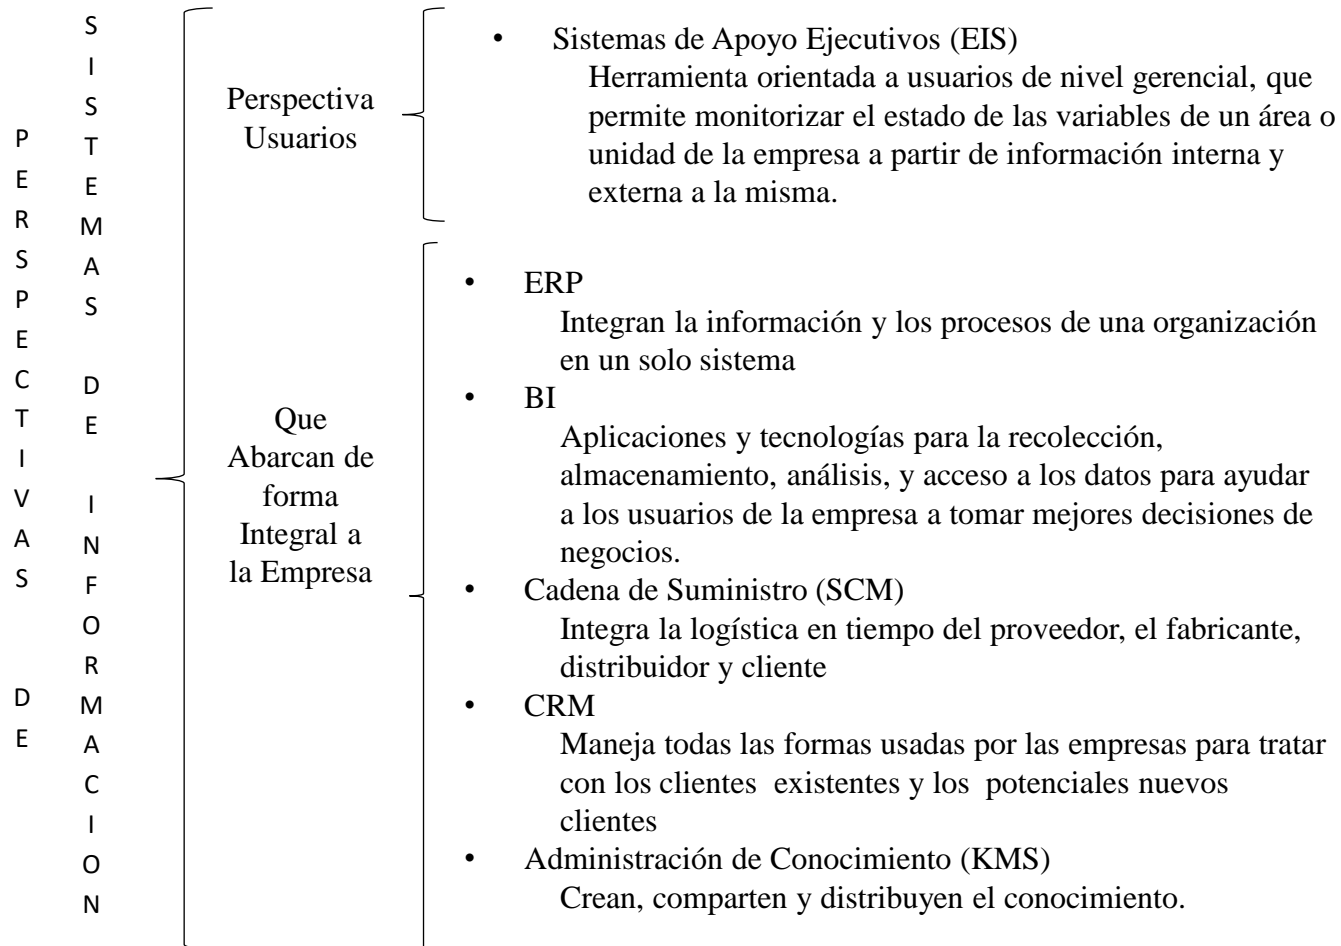 PERSPECTIVAS DE
SISTEMAS DE INFORMACION
Perspectiva
Usuarios
• Sistemas de Apoyo Ejecutivos (EIS)
Herramienta orientada a usuarios de nivel gerencial, que
permite monitorizar el estado de las variables de un área o
unidad de la empresa a partir de información interna y
externa a la misma.
Que
Abarcan de
forma
Integral a
la Empresa
• ERP
Integran la información y los procesos de una organización
en un solo sistema
• BI
Aplicaciones y tecnologías para la recolección,
almacenamiento, análisis, y acceso a los datos para ayudar
a los usuarios de la empresa a tomar mejores decisiones de
negocios.
• Cadena de Suministro (SCM)
Integra la logística en tiempo del proveedor, el fabricante,
distribuidor y cliente
• CRM
Maneja todas las formas usadas por las empresas para tratar
con los clientes existentes y los potenciales nuevos
clientes
• Administración de Conocimiento (KMS)
Crean, comparten y distribuyen el conocimiento.